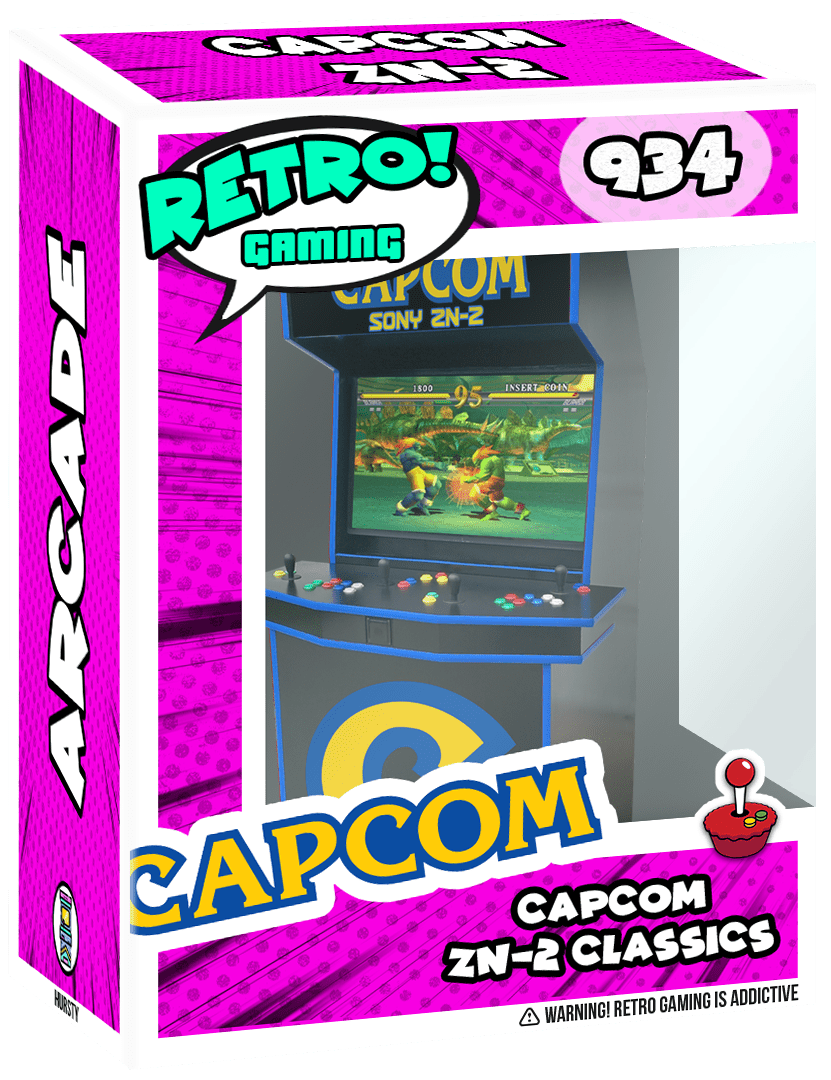 CAPCOM
ZN-2
RETRO!
GAMING
934
ARCADE
CAPCOM
SONY ZN-2
1800
95
INSERT COIN
CAPCOM
CAPCOM
ZN-2 CLASSICS
WARNING! RETRO GAMING IS ADDICTIVE
HURSTY